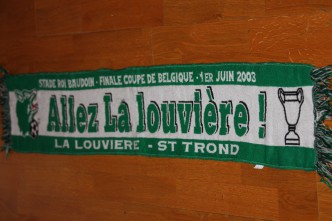 STADE ROI BAUDOIN - FINALE COUPE DE BELGIQUE - 1ER JUIN 2003
Allez La louvière !
LA LOUVIERE - ST TROND